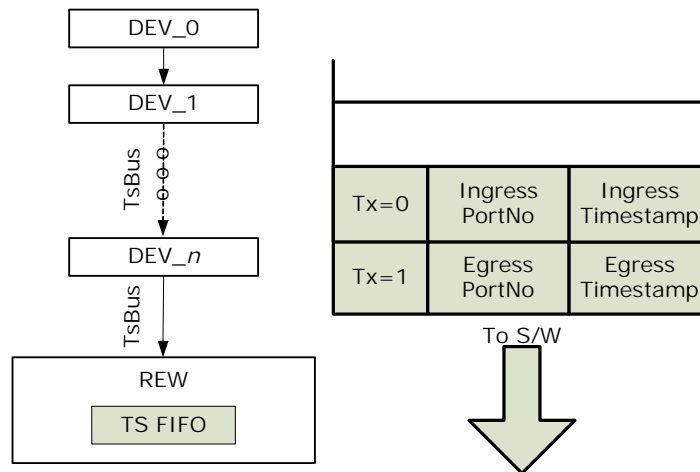 DEV_0
DEV_1
TsBus
DEV_n
TsBus
REW
TS FIFO
Tx=0
Ingress
PortNo
Ingress
Timestamp
Tx=1
Egress
PortNo
Egress
Timestamp
To S/W